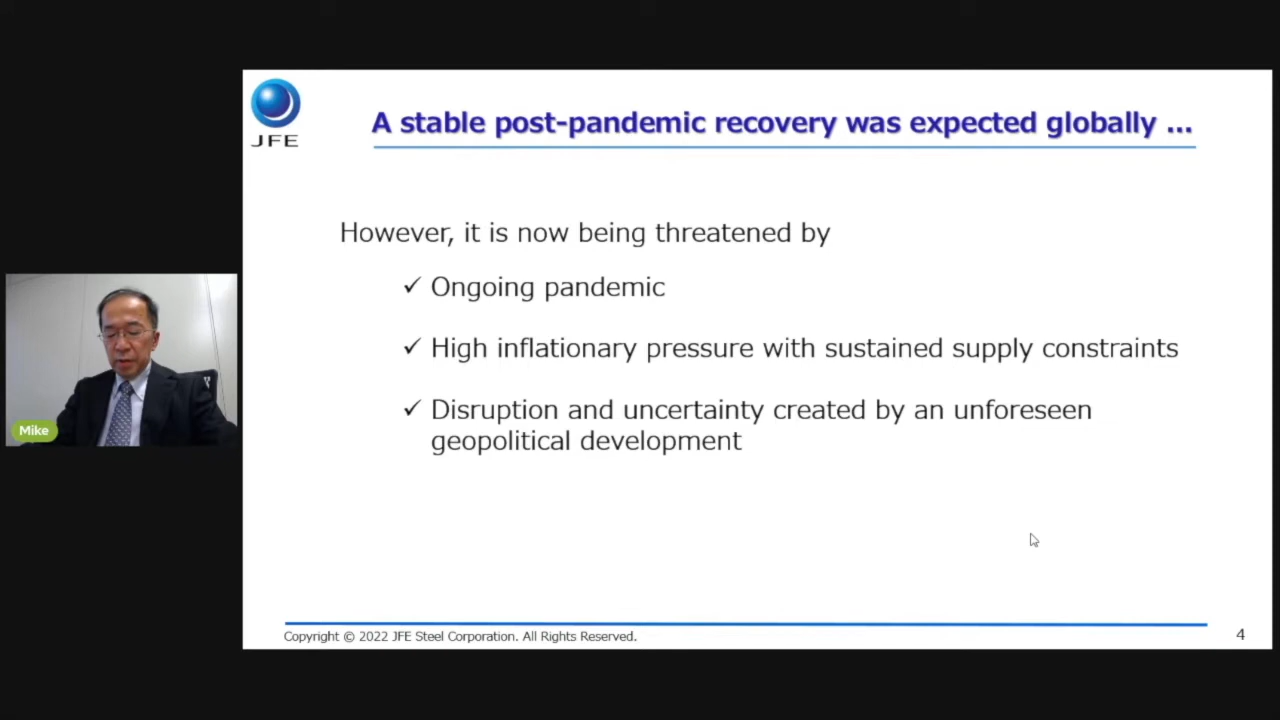 JFE
A stable post-pandemic recovery was expected globally ...
However, it is now being threatened by
✓ Ongoing pandemic
✓ High inflationary pressure with sustained supply constraints
✓ Disruption and uncertainty created by an unforeseen
geopolitical development
Mike
Copyright © 2022 JFE Steel Corporation. All Rights Reserved.
4